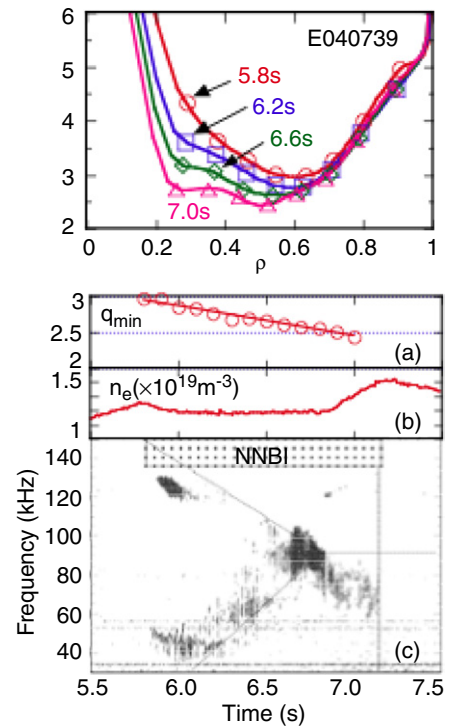 6
E040739
5
5.8s
4
6.2s
6.6s
3
7.0s
2
0 0.2 0.4 0.6 0.8 1
ρ
3
q_min
2.5
2
(a)
1.5
n_e(×10^19 m^-3)
1
(b)
140
NNBI
120
100
80
60
40
Frequency (kHz)
(c)
5.5 6.0 6.5 7.0 7.5
Time (s)